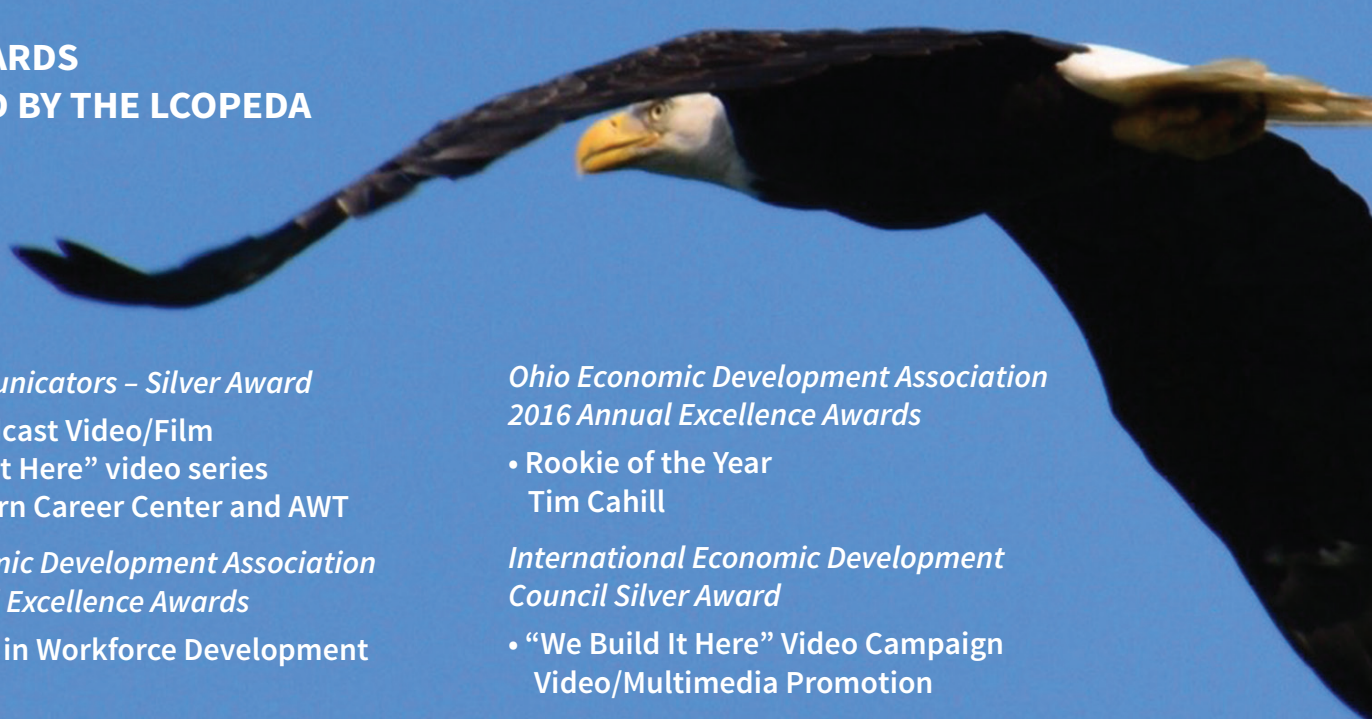 ARDS
BY THE LCOPEDA
unicators – Silver Award
cast Video/Film
t Here” video series
rn Career Center and AWT
mic Development Association
Excellence Awards
in Workforce Development
Ohio Economic Development Association
2016 Annual Excellence Awards
• Rookie of the Year
Tim Cahill
International Economic Development
Council Silver Award
• “We Build It Here” Video Campaign
Video/Multimedia Promotion